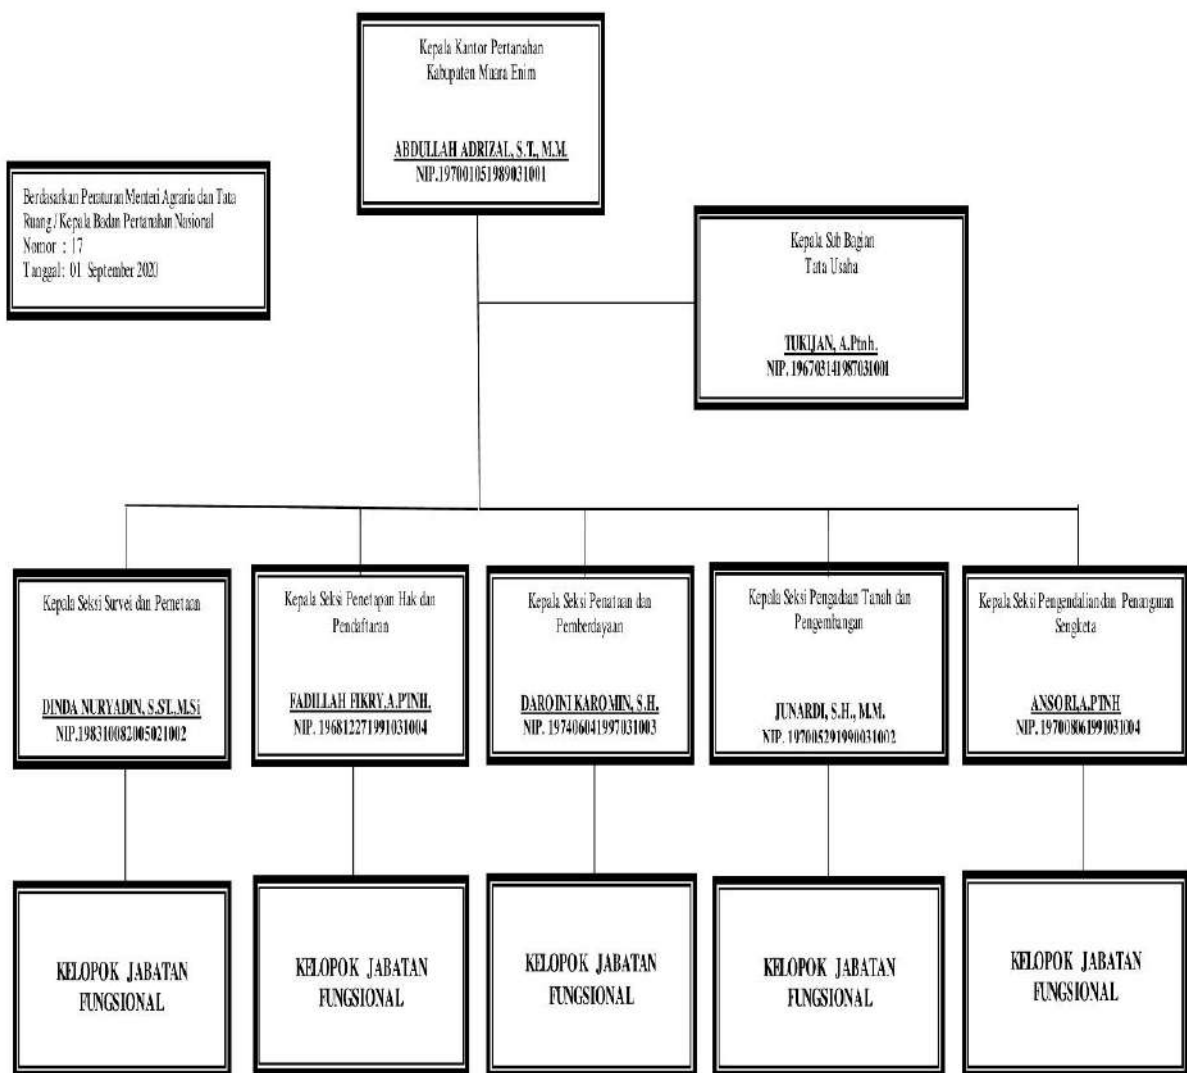 Kepala Kantor Pertanahan
Kabupaten Muara Enim
ABDULLAH ADRIZAL, S.T., M.M.
NIP.197001051989031001
Berdasarkan Peraturan Menteri Agraria dan Tata
Ruang / Kepala Badan Pertanahan Nasional
Nomor : 17
Tanggal : 01 September 2020
Kepala Sub Bagian
Tata Usaha
TUKIJAN, A.Ptnh.
NIP. 196703141987031001
Kepala Seksi Survei dan Pemetaan
DINDA NURYADIN, S.ST.,M.Si
NIP.198310082005021002
Kepala Seksi Penetapan Hak dan
Pendaftaran
FADILLAH FIKRY,A.PTNH.
NIP. 196812271991031004
Kepala Seksi Penataan dan
Pemberdayaan
DAROINI KAROMIN, S.H.
NIP. 197406041997031003
Kepala Seksi Pengadaan Tanah dan
Pengembangan
JUNARDI, S.H., M.M.
NIP. 197005291990031002
Kepala Seksi Pengendalian dan Penanganan
Sengketa
ANSORI,A.PTNH
NIP. 197008061991031004
KELOPOK JABATAN
FUNGSIONAL
KELOPOK JABATAN
FUNGSIONAL
KELOPOK JABATAN
FUNGSIONAL
KELOPOK JABATAN
FUNGSIONAL
KELOPOK JABATAN
FUNGSIONAL